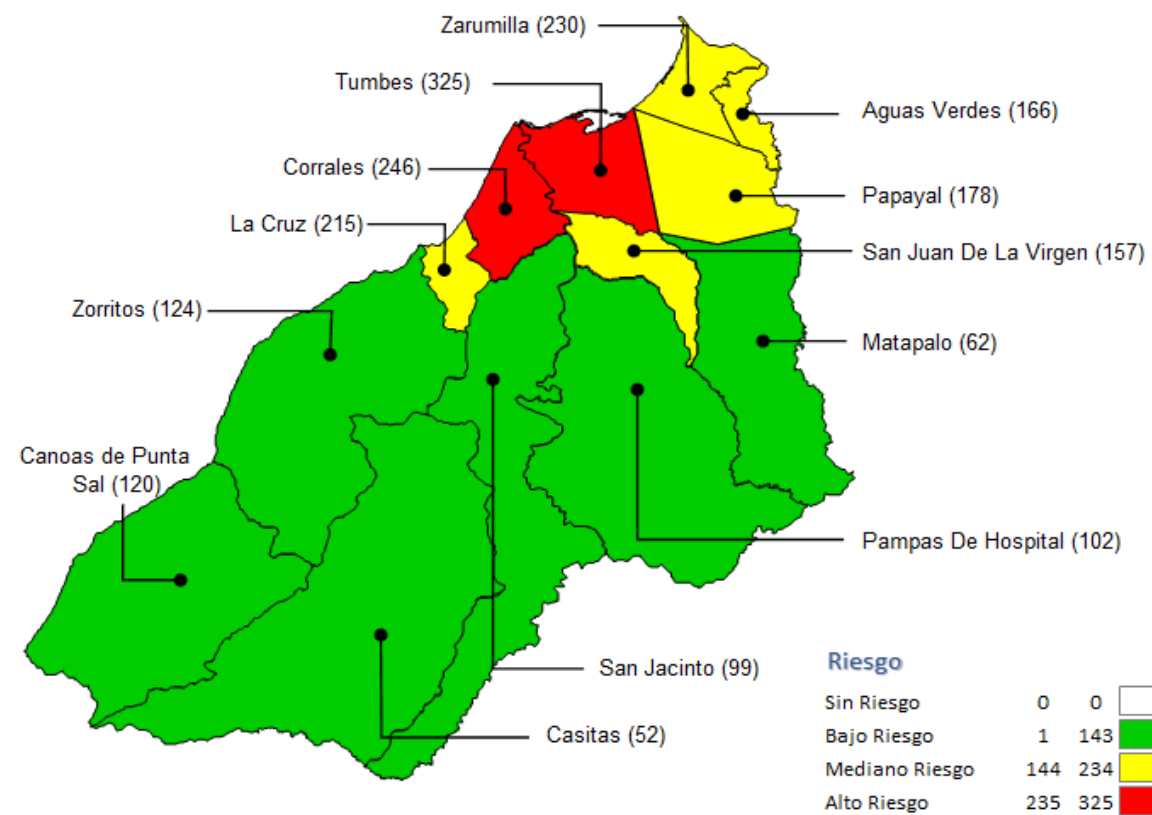 Zarumilla (230)
Tumbes (325)
Aguas Verdes (166)
Corrales (246)
Papayal (178)
La Cruz (215)
San Juan De La Virgen (157)
Zorritos (124)
Matapalo (62)
Canoas de Punta
Sal (120)
Pampas De Hospital (102)
San Jacinto (99)
Casitas (52)
Riesgo
Sin Riesgo 0 0
Bajo Riesgo 1 143
Mediano Riesgo 144 234
Alto Riesgo 235 325